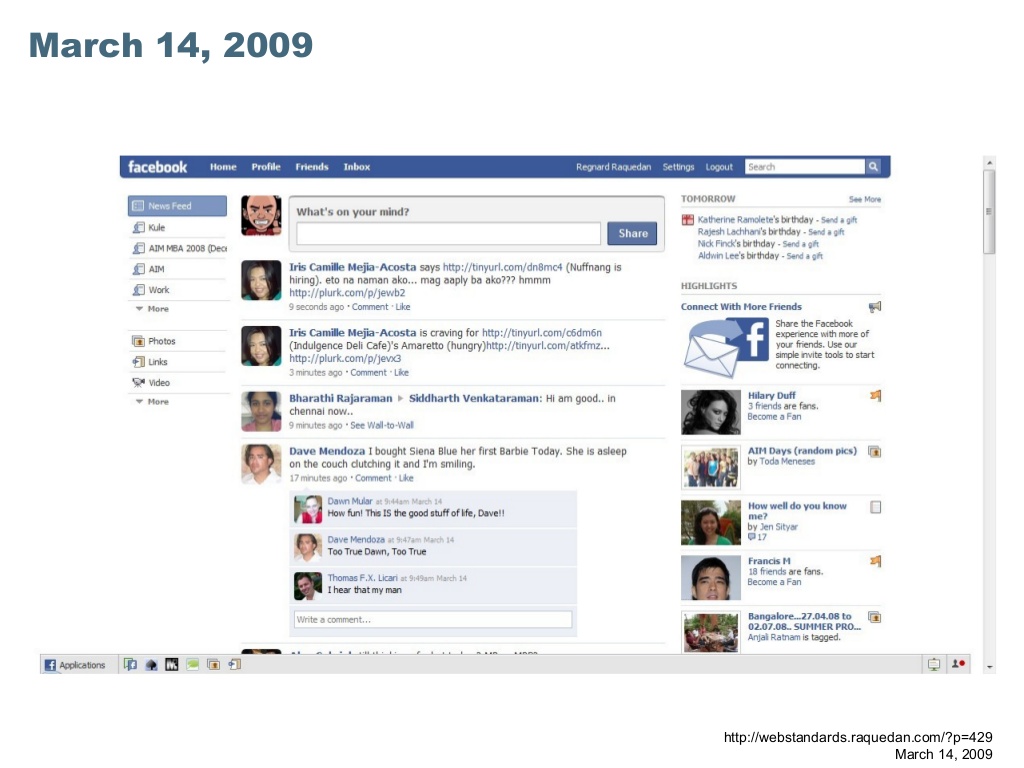 March 14, 2009
facebook Home Profile Friends Inbox Regnard Raquedan Settings Logout Search
News Feed
Kule
AIM MBA 2008 (Dece
AIM
Work
More
Photos
Links
Video
More
What's on your mind?
Share
Iris Camille Mejia-Acosta says http://tinyurl.com/dn8mc4 (Nuffnang is
hiring). eto na naman ako... mag aaply ba ako??? hmmm
http://plurk.com/p/jewb2
9 seconds ago · Comment · Like
Iris Camille Mejia-Acosta is craving for http://tinyurl.com/c6dm6n
(Indulgence Deli Cafe)'s Amaretto (hungry)http://tinyurl.com/atkfmz...
http://plurk.com/p/jevx3
3 minutes ago · Comment · Like
Bharathi Rajaraman Siddharth Venkataraman: Hi am good.. in
chennai now..
9 minutes ago · See Wall-to-Wall
Dave Mendoza I bought Siena Blue her first Barbie Today. She is asleep
on the couch clutching it and I'm smiling.
17 minutes ago · Comment · Like
Dawn Mular at 9:44am March 14
How fun! This IS the good stuff of life, Dave!!
Dave Mendoza at 9:47am March 14
Too True Dawn, Too True
Thomas F.X. Licari at 9:49am March 14
I hear that my man
Write a comment...
TOMORROW See More
Katherine Ramolete's birthday - Send a gift
Rajesh Lachhani's birthday - Send a gift
Nick Finck's birthday - Send a gift
Aldwin Lee's birthday - Send a gift
HIGHLIGHTS
Connect With More Friends
Share the Facebook
experience with more of
your friends. Use our
simple invite tools to start
connecting.
Hilary Duff
3 friends are fans.
Become a Fan
AIM Days (random pics)
by Toda Meneses
How well do you know
me?
by Jen Sityar
17
Francis M
18 friends are fans.
Become a Fan
Bangalore...27.04.08 to
02.07.08.. SUMMER PRO...
Anjali Ratnam is tagged.
Applications
http://webstandards.raquedan.com/?p=429
March 14, 2009